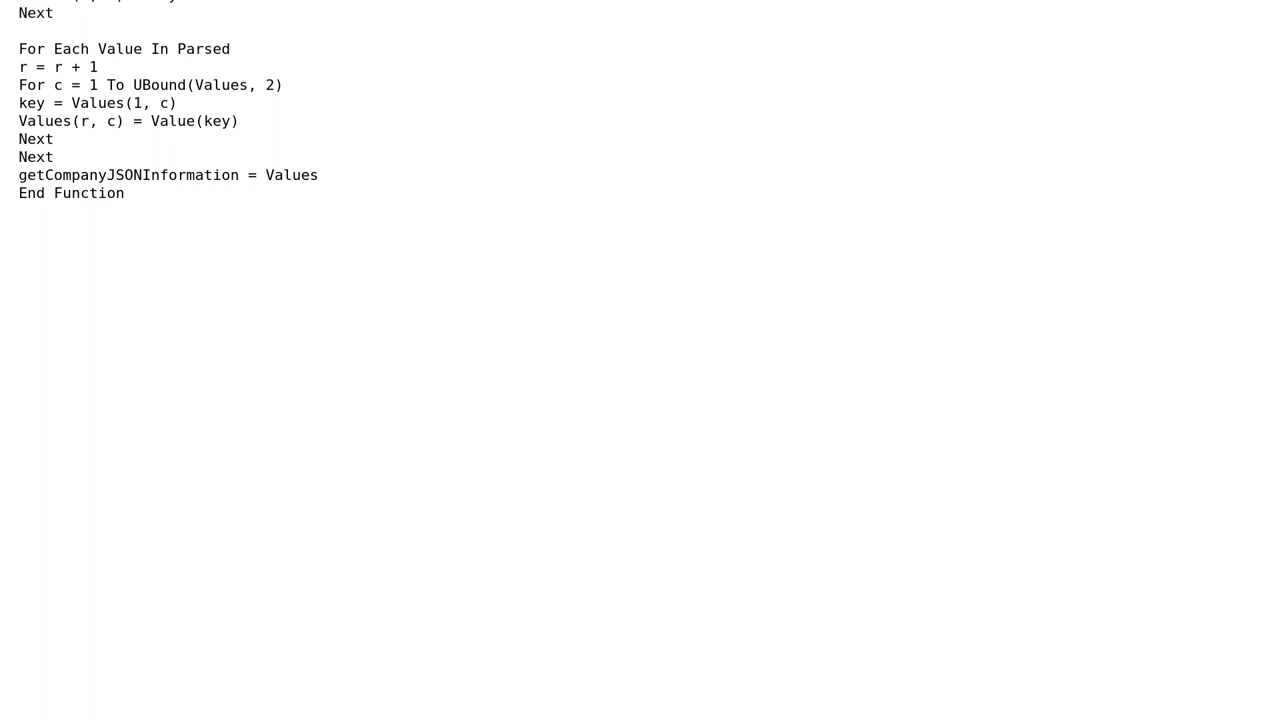 Next
For Each Value In Parsed
r = r + 1
For c = 1 To UBound(Values, 2)
key = Values(1, c)
Values(r, c) = Value(key)
Next
Next
getCompanyJSONInformation = Values
End Function